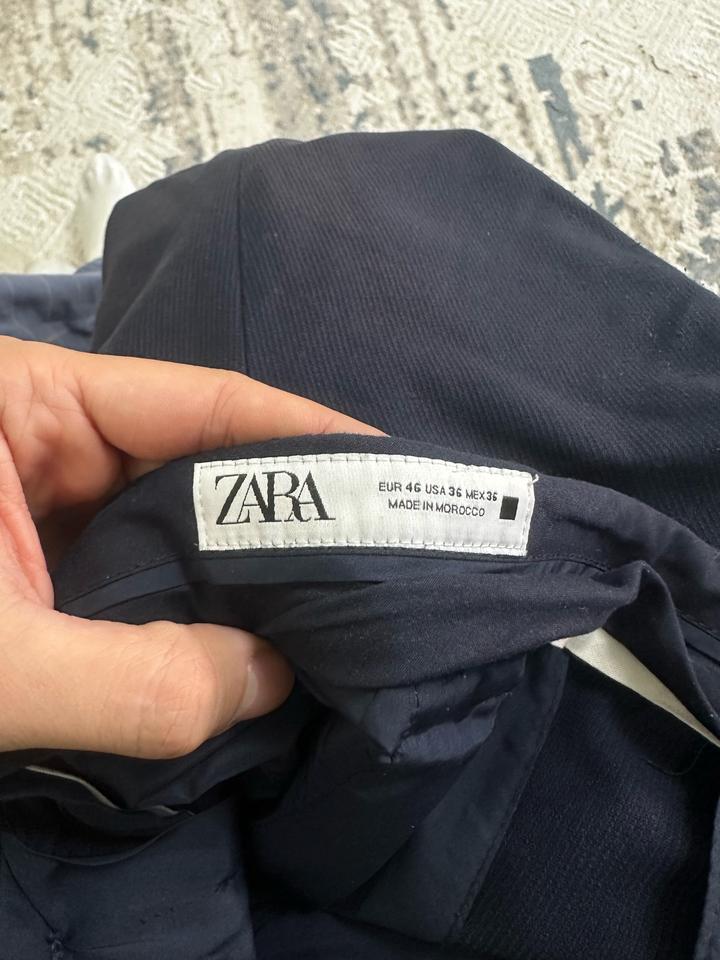 ZARA
EUR 46 USA 36 MEX 36
MADE IN MOROCCO